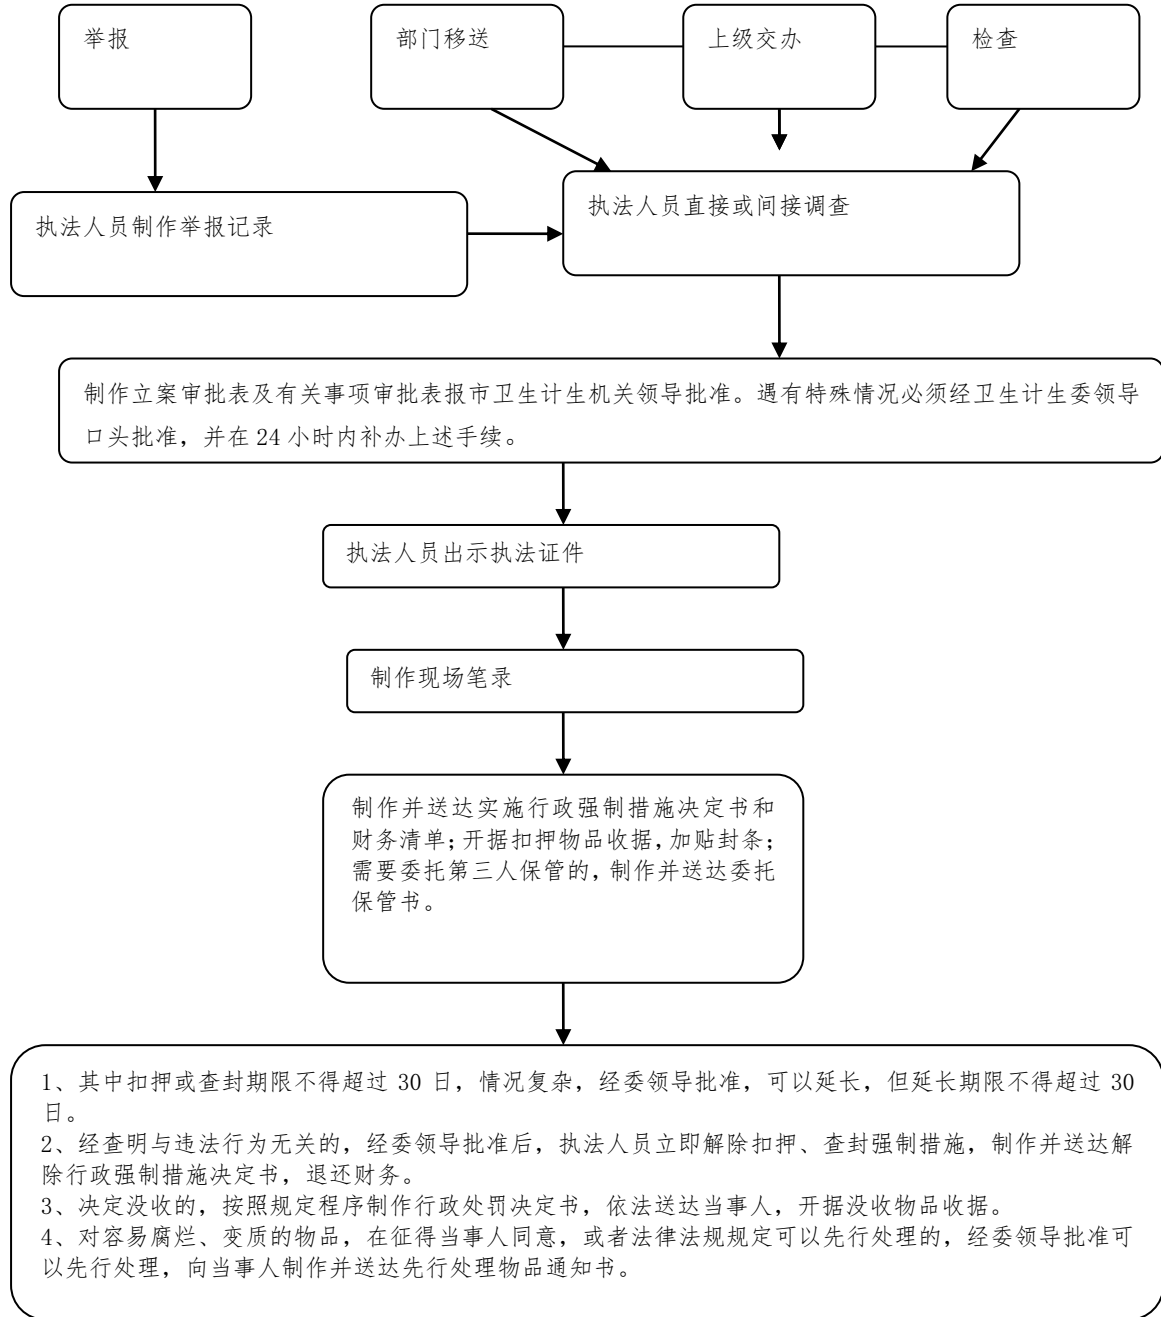 举报
部门移送
上级交办
检查
执法人员制作举报记录
执法人员直接或间接调查
制作立案审批表及有关事项审批表报市卫生计生机关领导批准。遇有特殊情况必须经卫生计生委领导
口头批准，并在 24 小时内补办上述手续。
执法人员出示执法证件
制作现场笔录
制作并送达实施行政强制措施决定书和
财务清单；开据扣押物品收据，加贴封条；
需要委托第三人保管的，制作并送达委托
保管书。
1、其中扣押或查封期限不得超过 30 日，情况复杂，经委领导批准，可以延长，但延长期限不得超过 30
日。
2、经查明与违法行为无关的，经委领导批准后，执法人员立即解除扣押、查封强制措施，制作并送达解
除行政强制措施决定书，退还财务。
3、决定没收的，按照规定程序制作行政处罚决定书，依法送达当事人，开据没收物品收据。
4、对容易腐烂、变质的物品，在征得当事人同意，或者法律法规规定可以先行处理的，经委领导批准可
以先行处理，向当事人制作并送达先行处理物品通知书。